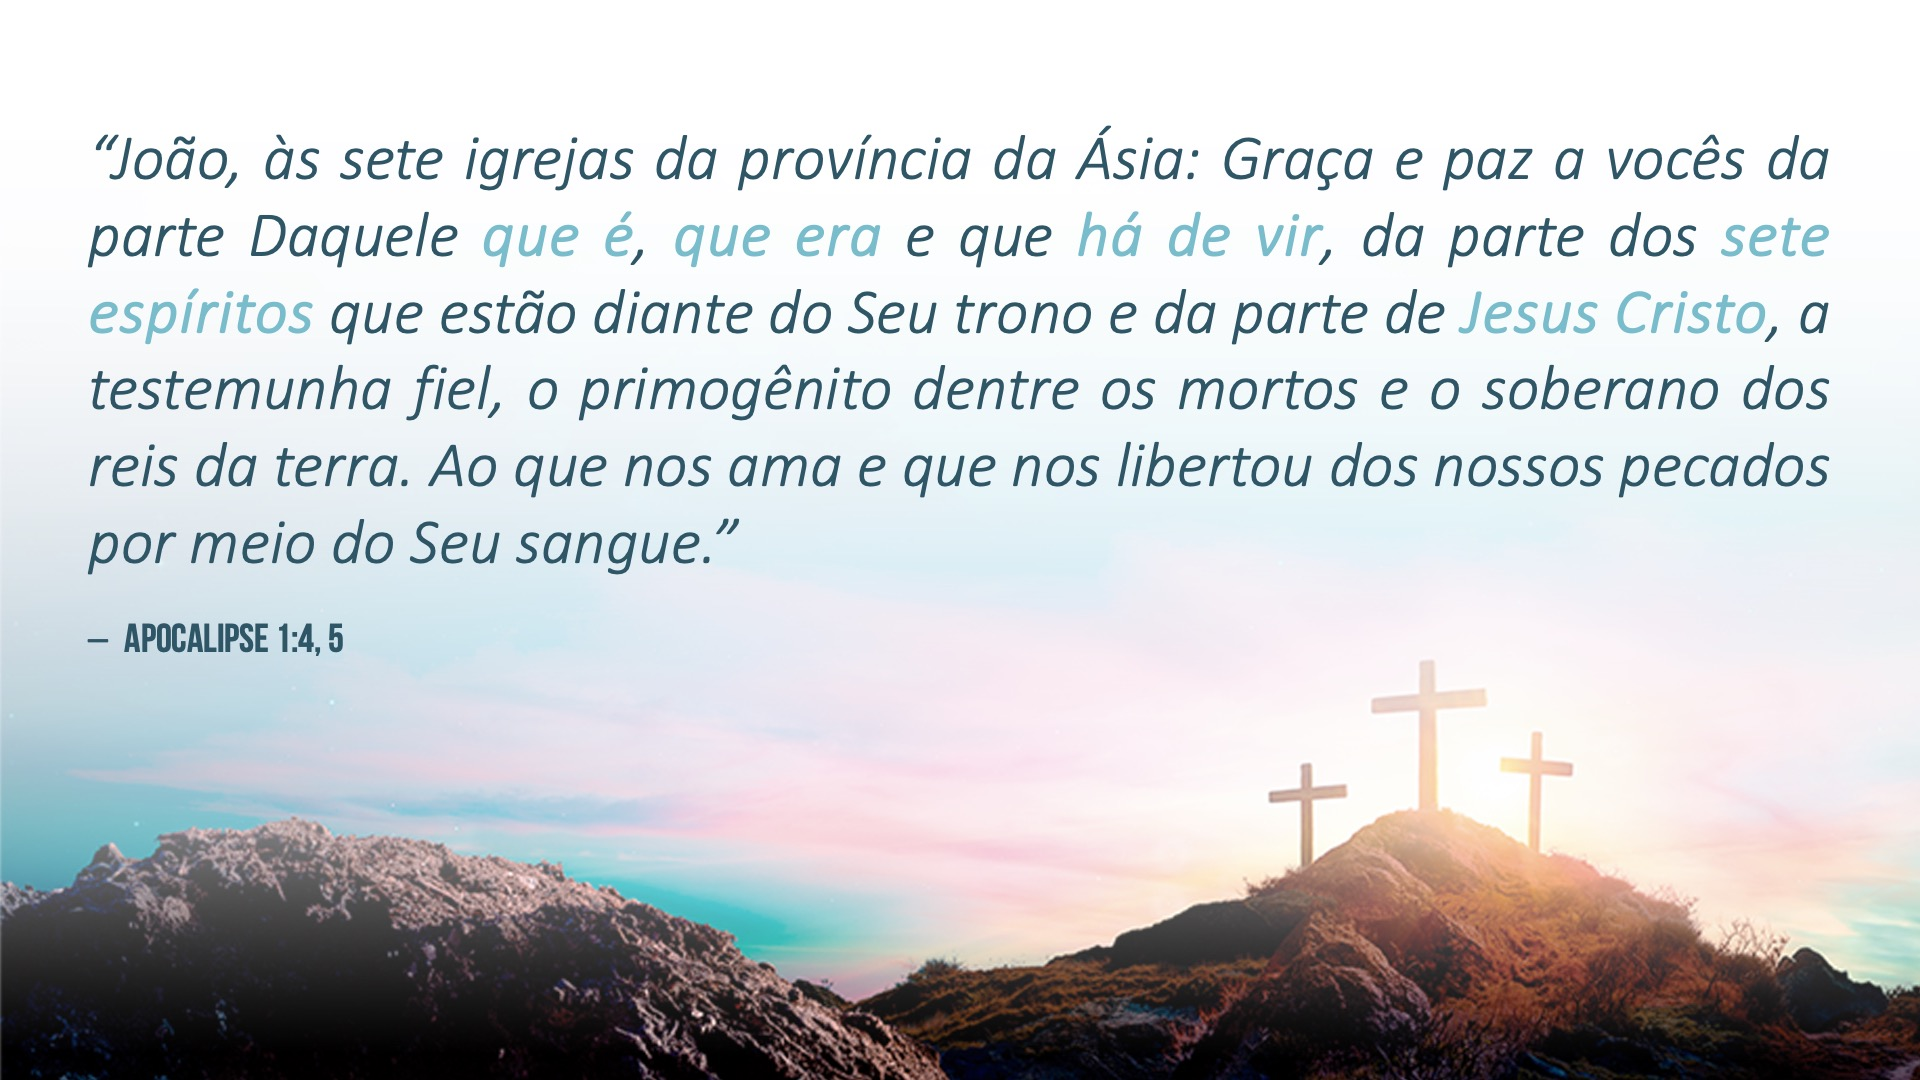 “João, às sete igrejas da província da Ásia: Graça e paz a vocês da
parte Daquele que é, que era e que há de vir, da parte dos sete
espíritos que estão diante do Seu trono e da parte de Jesus Cristo, a
testemunha fiel, o primogênito dentre os mortos e o soberano dos
reis da terra. Ao que nos ama e que nos libertou dos nossos pecados
por meio do Seu sangue.”
– APOCALIPSE 1:4, 5